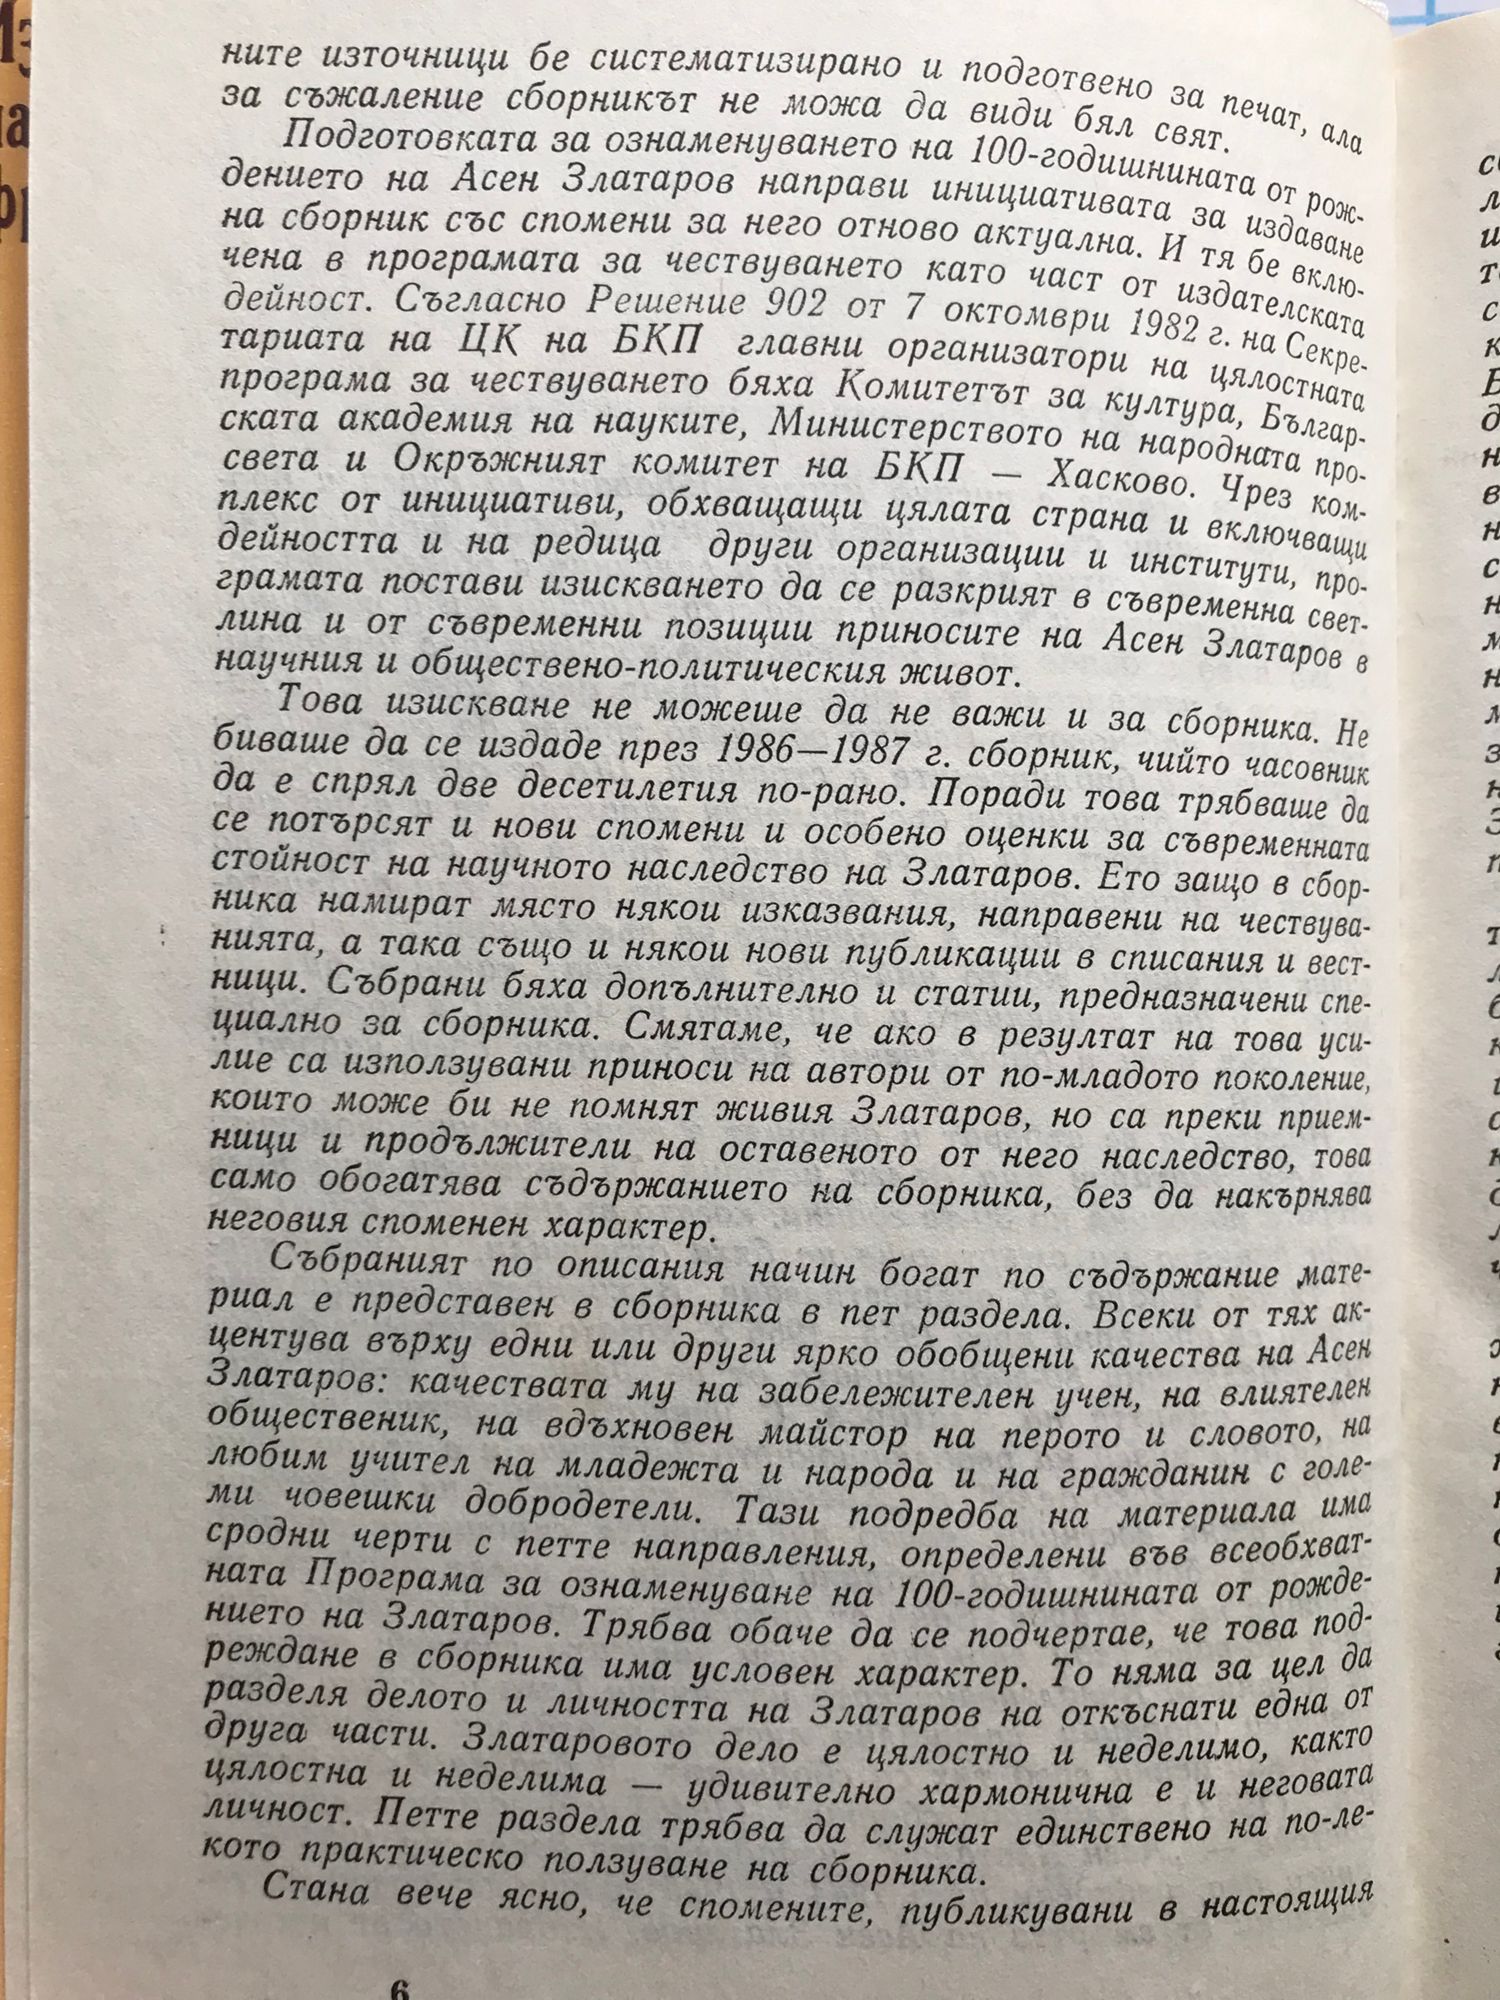 ните източници бе систематизирано и подготвено за печат, ала
за съжаление сборникът не можа да види бял свят.
Подготовката за ознаменуването на 100-годишнината от рож-
дението на Асен Златаров направи инициативата за издаване
на сборник със спомени за него отново актуална. И тя бе вклю-
чена в програмата за чествуването като част от издателската
дейност. Съгласно Решение 902 от 7 октомври 1982 г. на Секре-
тариата на ЦК на БКП главни организатори на цялостната
програма за чествуването бяха Комитетът за култура, Българ-
ската академия на науките, Министерството на народната про-
света и Окръжният комитет на БКП — Хасково. Чрез ком-
плекс от инициативи, обхващащи цялата страна и включващи
дейността и на редица други организации и институти, про-
грамата постави изискването да се разкрият в съвременна свет-
лина и от съвременни позиции приносите на Асен Златаров в
научния и обществено-политическия живот.
Това изискване не можеше да не важи и за сборника. Не
биваше да се издаде през 1986—1987 г. сборник, чийто часовник
да е спрял две десетилетия по-рано. Поради това трябваше да
се потърсят и нови спомени и особено оценки за съвременната
стойност на научното наследство на Златаров. Ето защо в сбор-
ника намират място някои изказвания, направени на чествува-
нията, а така също и някои нови публикации в списания и вест-
ници. Събрани бяха допълнително и статии, предназначени спе-
циално за сборника. Смятаме, че ако в резултат на това уси-
лие са използувани приноси на автори от по-младото поколение,
които може би не помнят живия Златаров, но са преки прием-
ници и продължители на оставеното от него наследство, това
само обогатява съдържанието на сборника, без да накърнява
неговия споменен характер.
Събраният по описания начин богат по съдържание мате-
риал е представен в сборника в пет раздела. Всеки от тях ак-
центува върху едни или други ярко обобщени качества на Асен
Златаров: качествата му на забележителен учен, на влиятелен
общественик, на вдъхновен майстор на перото и словото, на
любим учител на младежта и народа и на гражданин с голе-
ми човешки добродетели. Тази подредба на материала има
сродни черти с петте направления, определени във всеобхват-
ната Програма за ознаменуване на 100-годишнината от рожде-
нието на Златаров. Трябва обаче да се подчертае, че това под-
реждане в сборника има условен характер. То няма за цел да
разделя делото и личността на Златаров на откъснати една от
друга части. Златаровото дело е цялостно и неделимо, както
цялостна и неделима — удивително хармонична е и неговата
личност. Петте раздела трябва да служат единствено на по-ле-
кото практическо ползуване на сборника.
Стана вече ясно, че спомените, публикувани в настоящия
6